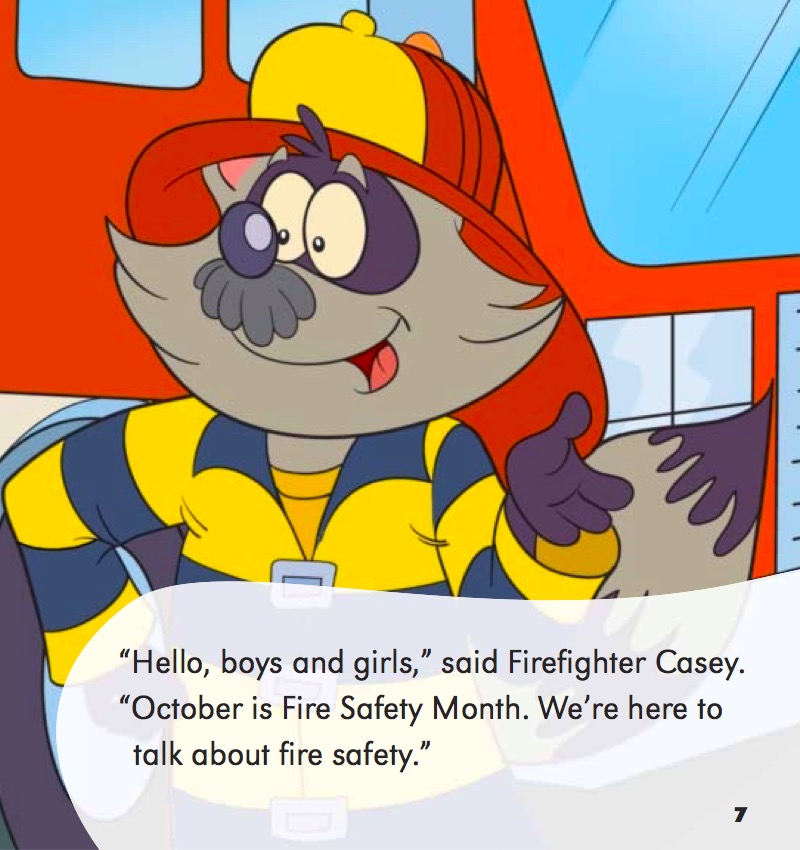 “Hello, boys and girls,” said Firefighter Casey.
“October is Fire Safety Month. We’re here to
talk about fire safety.”
7